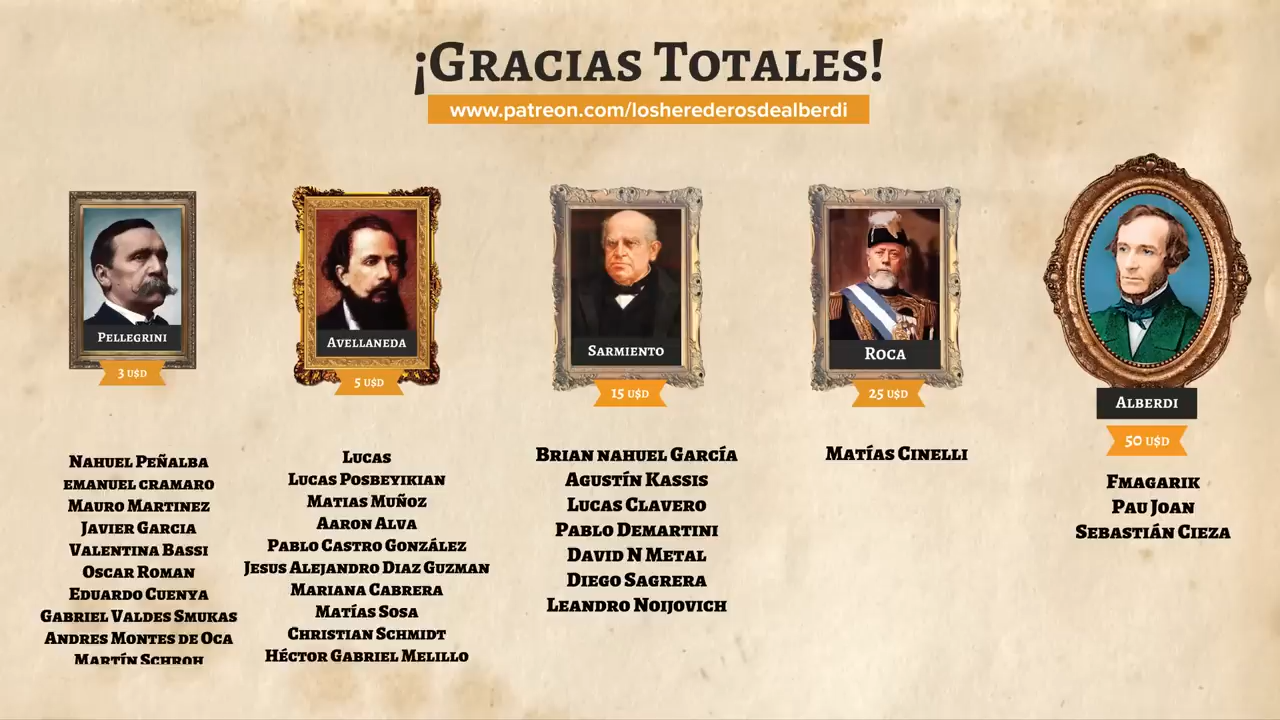 ¡Gracias Totales!
www.patreon.com/losherederosdealberdi
Pellegrini
3 U$D
Nahuel Peñalba
emanuel cramaro
Mauro Martinez
Javier Garcia
Valentina Bassi
Oscar Roman
Eduardo Cuenya
Gabriel Valdes Smukas
Andres Montes de Oca
Martín Schroh
Avellaneda
5 U$D
Lucas
Lucas Posbeyikian
Matias Muñoz
Aaron Alva
Pablo Castro González
Jesus Alejandro Diaz Guzman
Mariana Cabrera
Matías Sosa
Christian Schmidt
Héctor Gabriel Melillo
Sarmiento
15 U$D
Brian nahuel García
Agustín Kassis
Lucas Clavero
Pablo Demartini
David N Metal
Diego Sagrera
Leandro Noijovich
Roca
25 U$D
Matías Cinelli
Alberdi
50 U$D
Fmagarik
Pau Joan
Sebastián Cieza